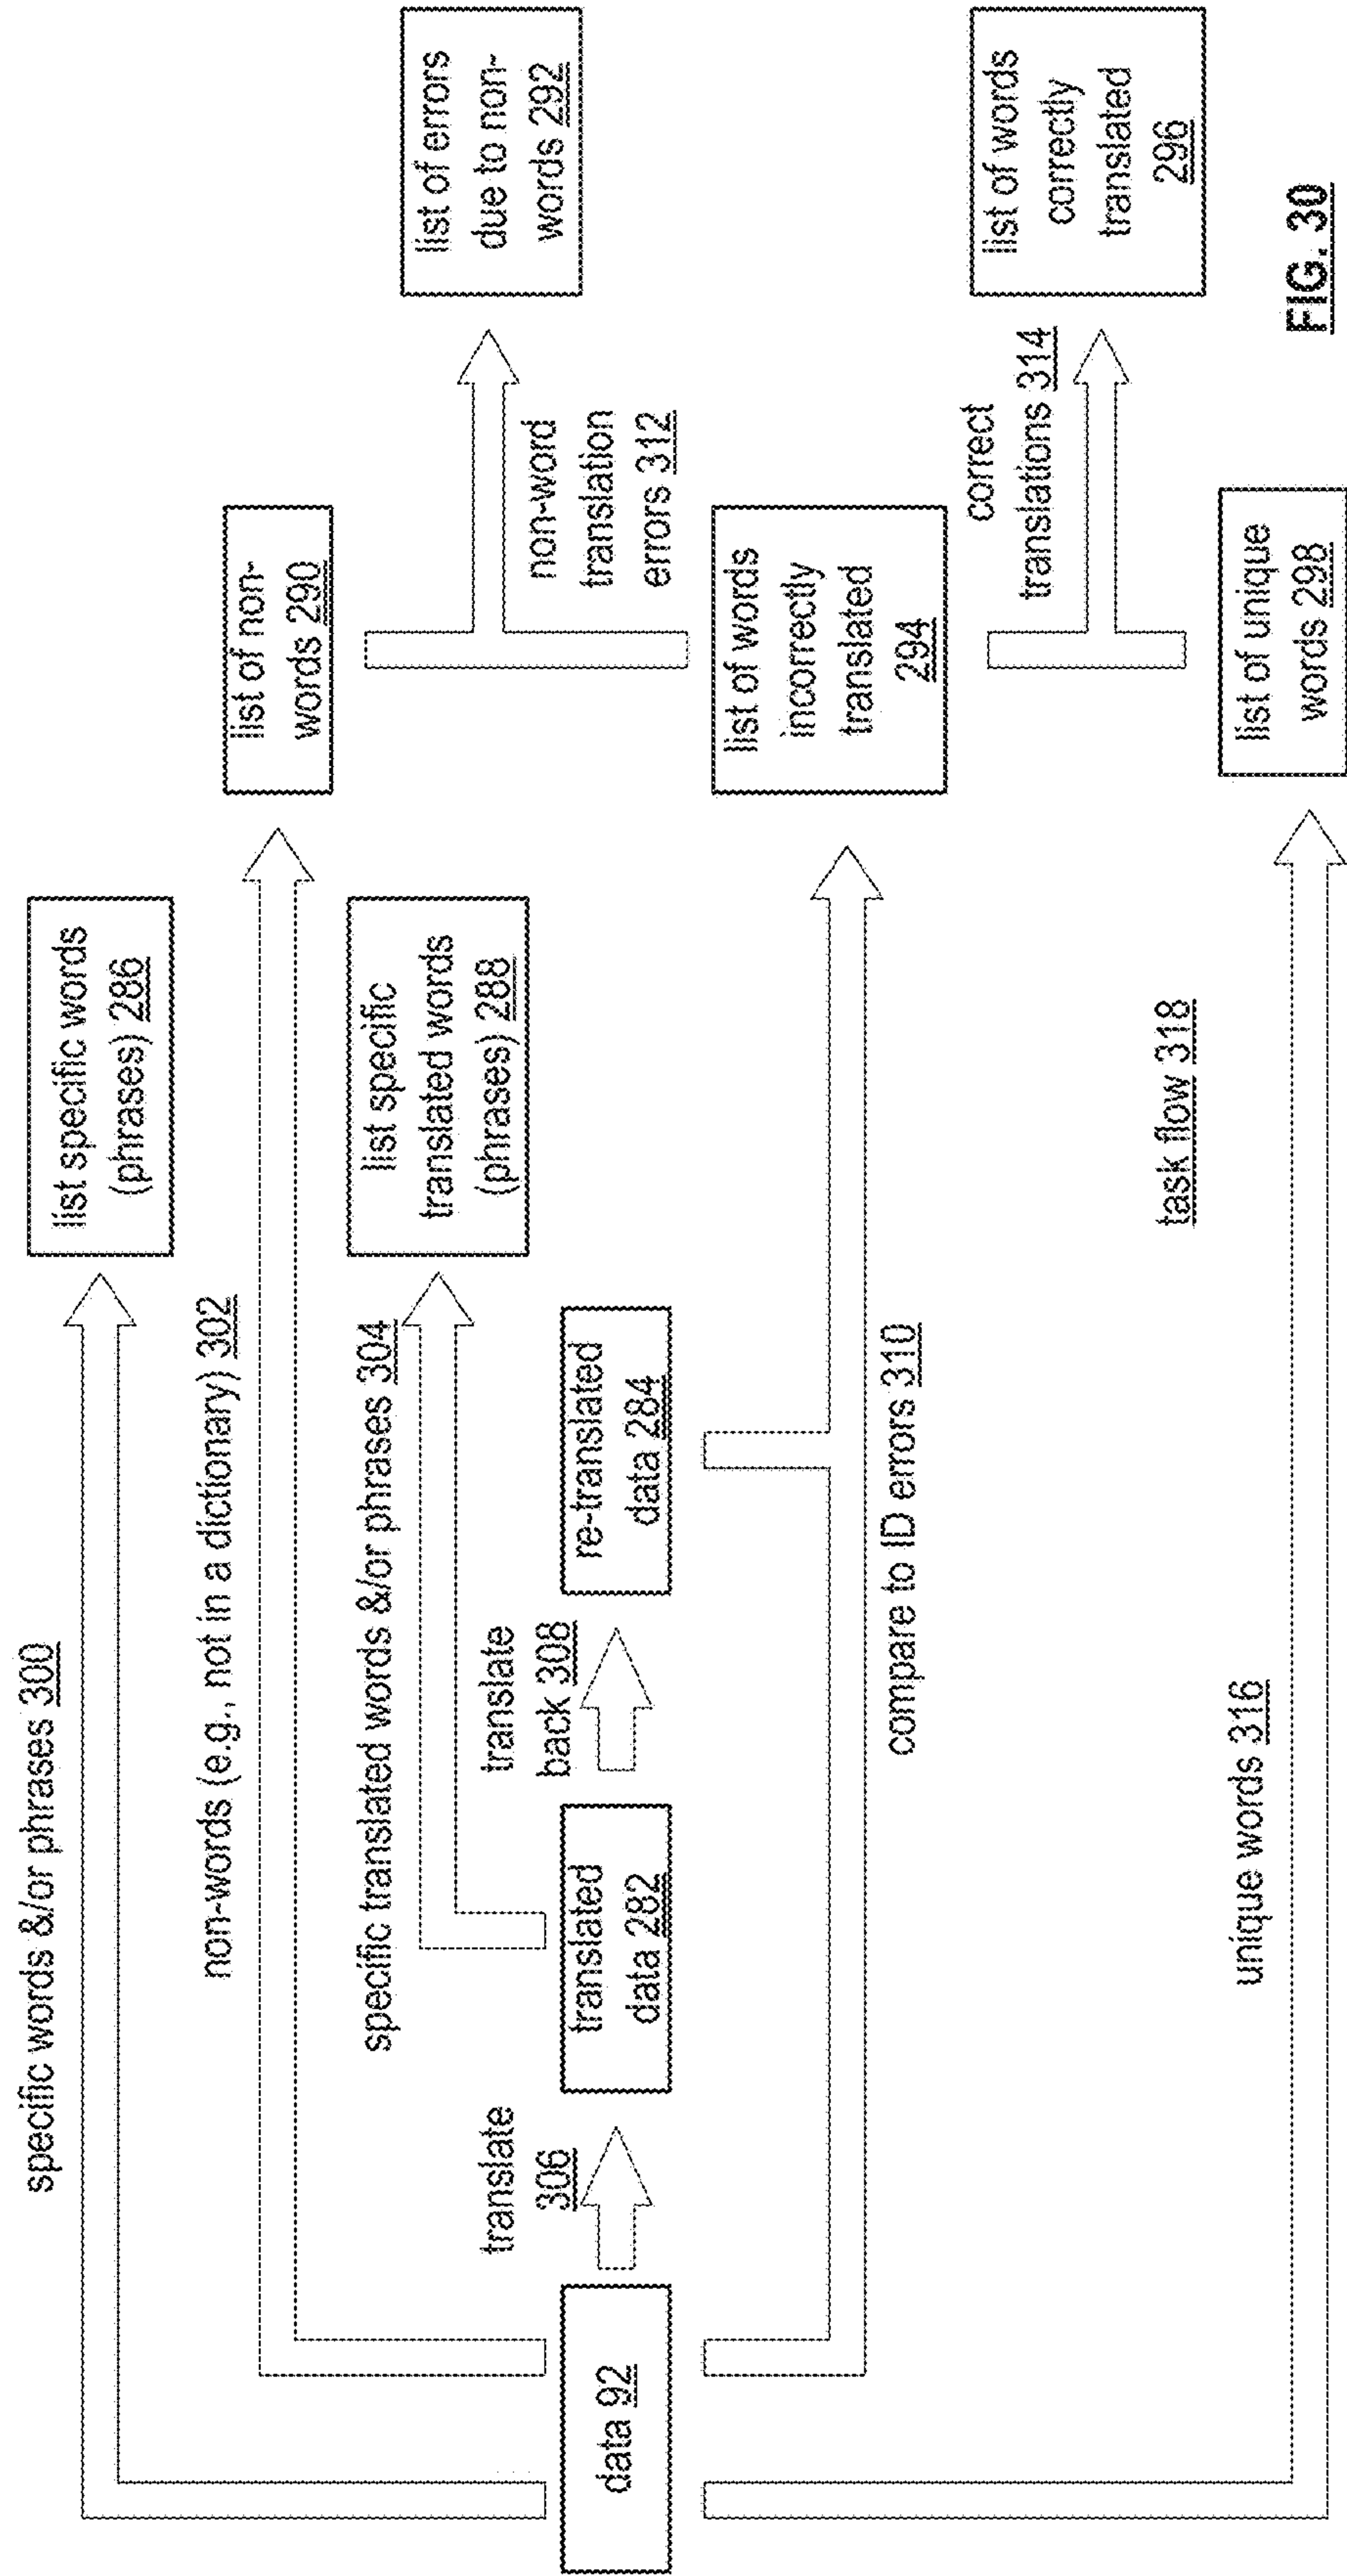 specific words &/or phrases 300
list specific words
(phrases) 286
non-words (e.g., not in a dictionary) 302
list of non-
words 290
specific translated words &/or phrases 304
list specific
translated words
(phrases) 288
list of errors
due to non-
words 292
non-word
translation
errors 312
translate
306
translate
back 308
data 92
translated
data 282
re-translated
data 284
list of words
incorrectly
translated
294
compare to ID errors 310
correct
translations 314
list of words
correctly
translated
296
task flow 318
unique words 316
list of unique
words 298
FIG. 30